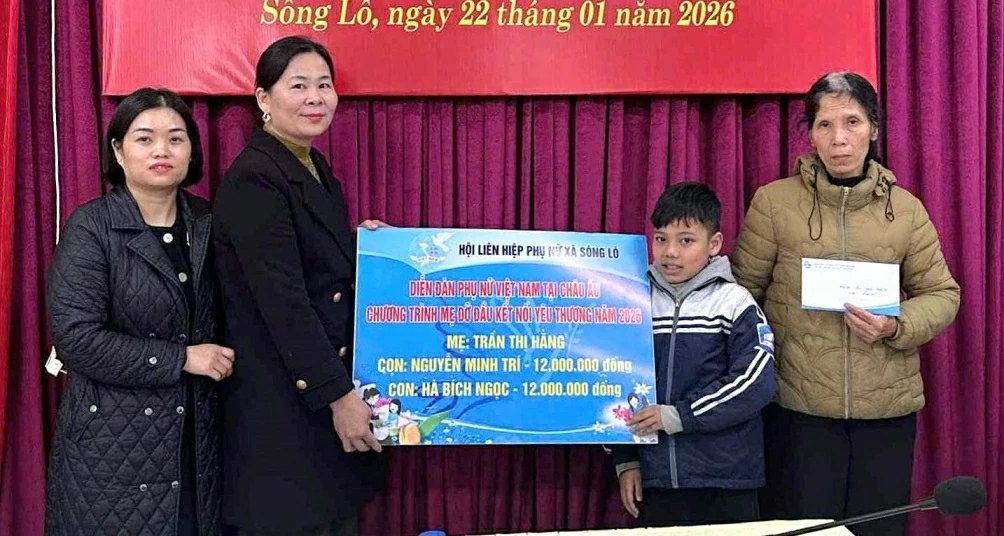 Sông Lô, ngày 22 tháng 01 năm 2026
HỘI LIÊN HIỆP PHỤ NỮ XÃ SÔNG LÔ
DIỄN ĐÀN PHỤ NỮ VIỆT NAM TẠI CHÂU ÂU
CHƯƠNG TRÌNH MẸ ĐỠ ĐẦU KẾT NỐI YÊU THƯƠNG NĂM 2026
MẸ: TRẦN THỊ HẰNG
CON: NGUYỄN MINH TRÍ - 12.000.000 đồng
CON: HÀ BÍCH NGỌC - 12.000.000 đồng